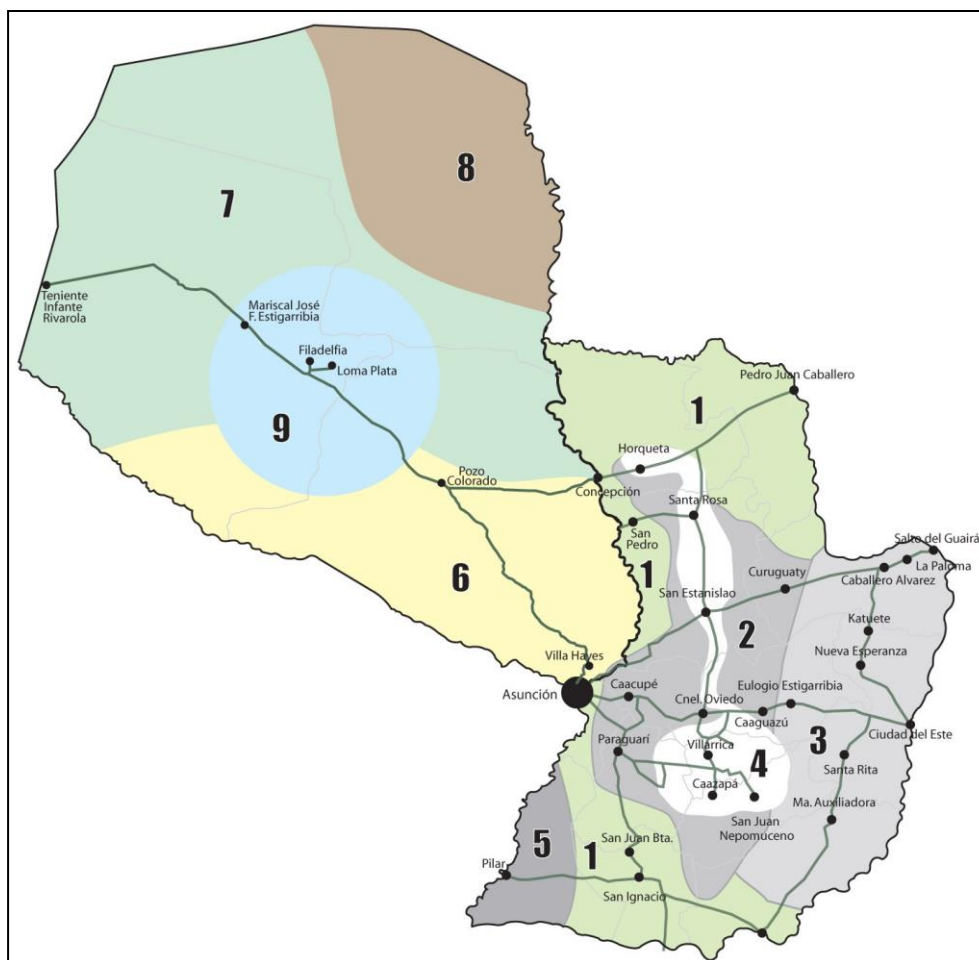 8
7
Teniente
Infante
Rivarola
Mariscal José
F. Estigarribia
Filadelfia
Loma Plata
9
Pedro Juan Caballero
1
Horqueta
Pozo
Colorado
Concepción
Santa Rosa
San
Pedro
1
6
Curuguaty
Salto del Guairá
La Paloma
Caballero Alvarez
San Estanislao
2
Katuete
Nueva Esperanza
Villa Hayes
Asunción
Caacupé
Cnel. Oviedo
Eulogio Estigarribia
Caaguazú
Ciudad del Este
3
Paraguarí
Villarrica
4
Santa Rita
Caazapá
Ma. Auxiliadora
San Juan
Nepomuceno
5
1
San Juan Bta.
Pilar
San Ignacio